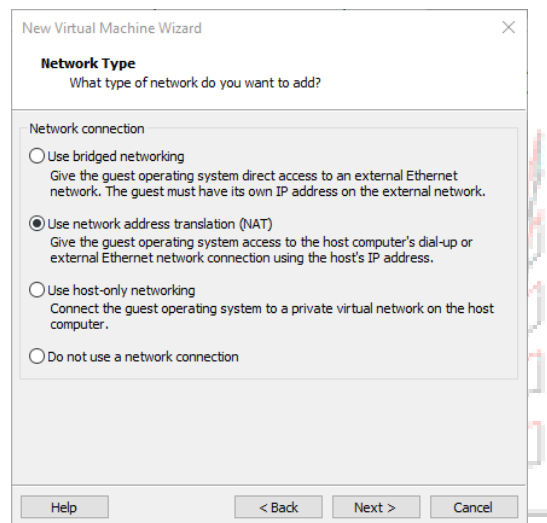 New Virtual Machine Wizard
Network Type
What type of network do you want to add?
Network connection
Use bridged networking
Give the guest operating system direct access to an external Ethernet
network. The guest must have its own IP address on the external network.
Use network address translation (NAT)
Give the guest operating system access to the host computer's dial-up or
external Ethernet network connection using the host's IP address.
Use host-only networking
Connect the guest operating system to a private virtual network on the host
computer.
Do not use a network connection
Help
< Back
Next >
Cancel